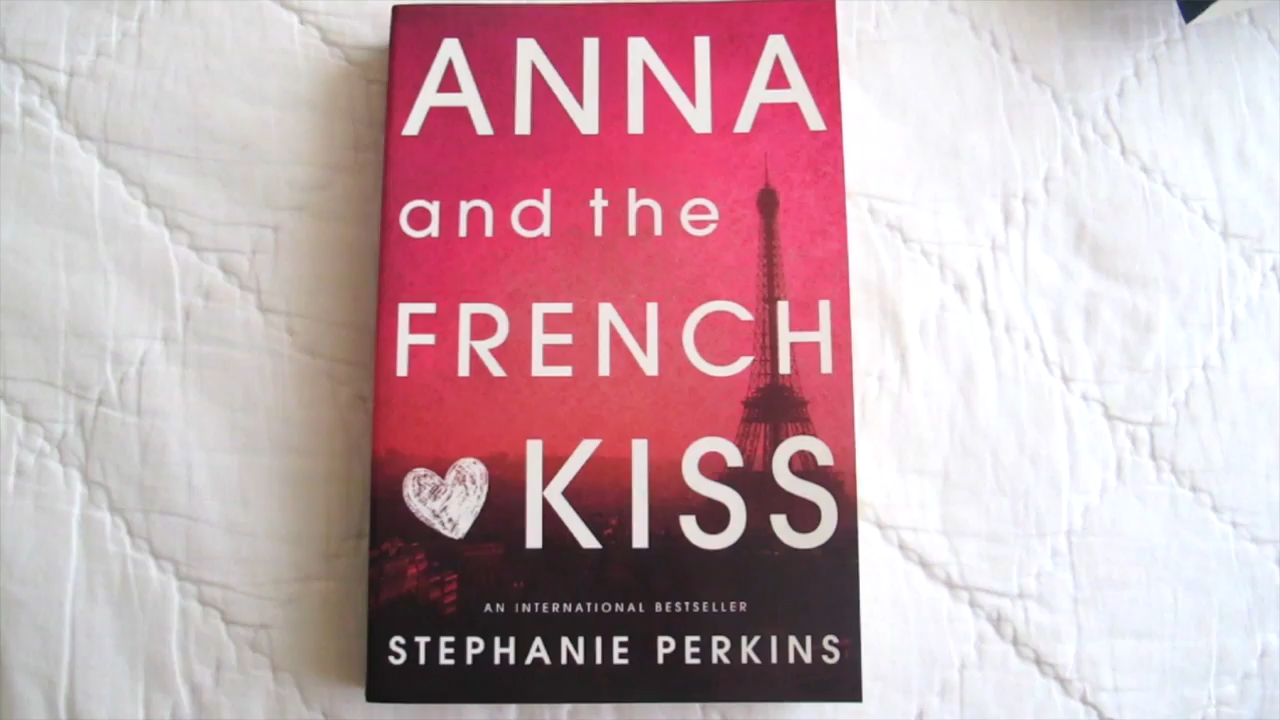 ANNA
and the
FRENCH
KISS
AN INTERNATIONAL BESTSELLER
STEPHANIE PERKINS